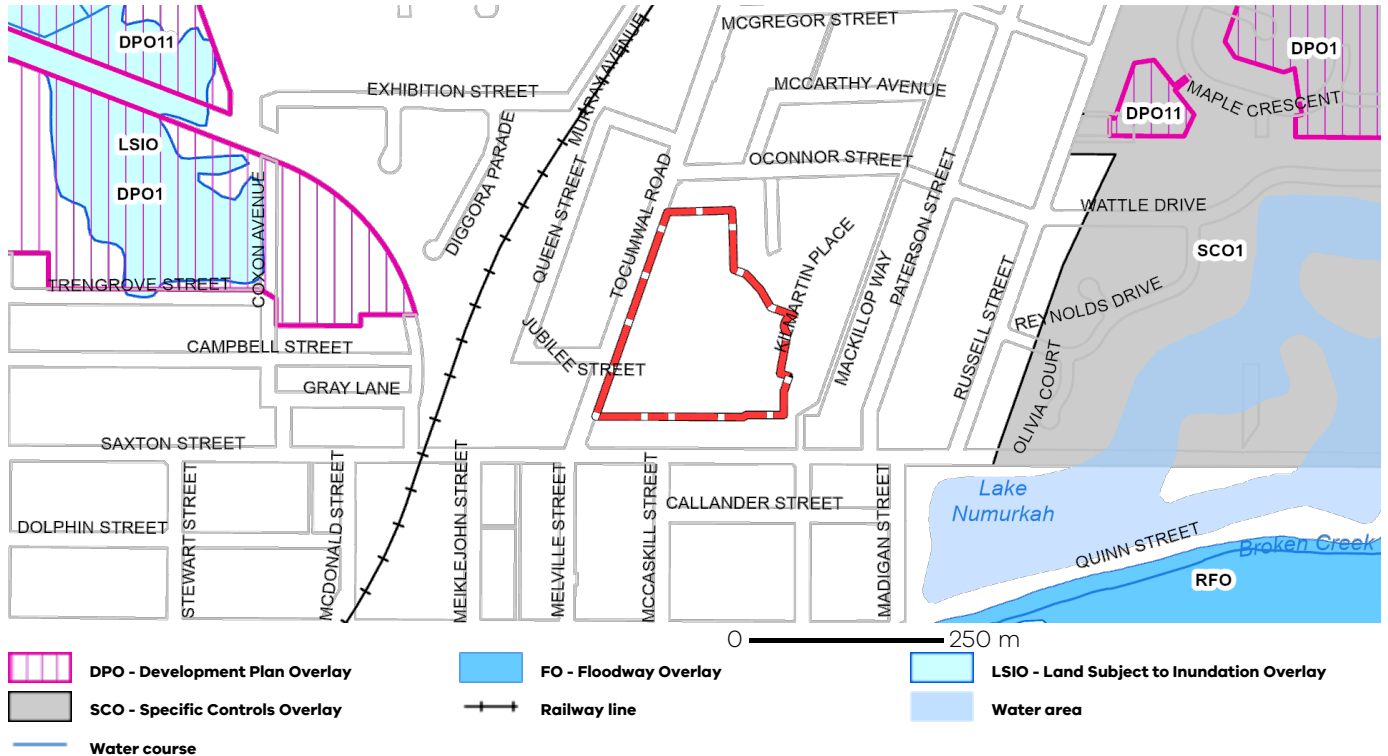 MCGREGOR STREET
DPO11
DPO1
MURRAY AVENUE
EXHIBITION STREET
MCCARTHY AVENUE
MAPLE CRESCENT
DPO11
LSIO
DIGGORA PARADE
OCONNOR STREET
DPO1
COXON AVENUE
QUEEN STREET
TOCUMWAL ROAD
PATERSON STREET
WATTLE DRIVE
KILMARTIN PLACE
SCO1
TRENGROVE STREET
MACKILLOP WAY
RUSSELL STREET
REYNOLDS DRIVE
JUBILEE STREET
CAMPBELL STREET
GRAY LANE
OLIVIA COURT
SAXTON STREET
STEWART STREET
MCDONALD STREET
MEIKLEJOHN STREET
MELVILLE STREET
MCCASKILL STREET
CALLANDER STREET
MADIGAN STREET
Lake
Numurkah
DOLPHIN STREET
QUINN STREET
Broken Creek
RFO
0 250 m
DPO - Development Plan Overlay
FO - Floodway Overlay
LSIO - Land Subject to Inundation Overlay
SCO - Specific Controls Overlay
Railway line
Water area
Water course